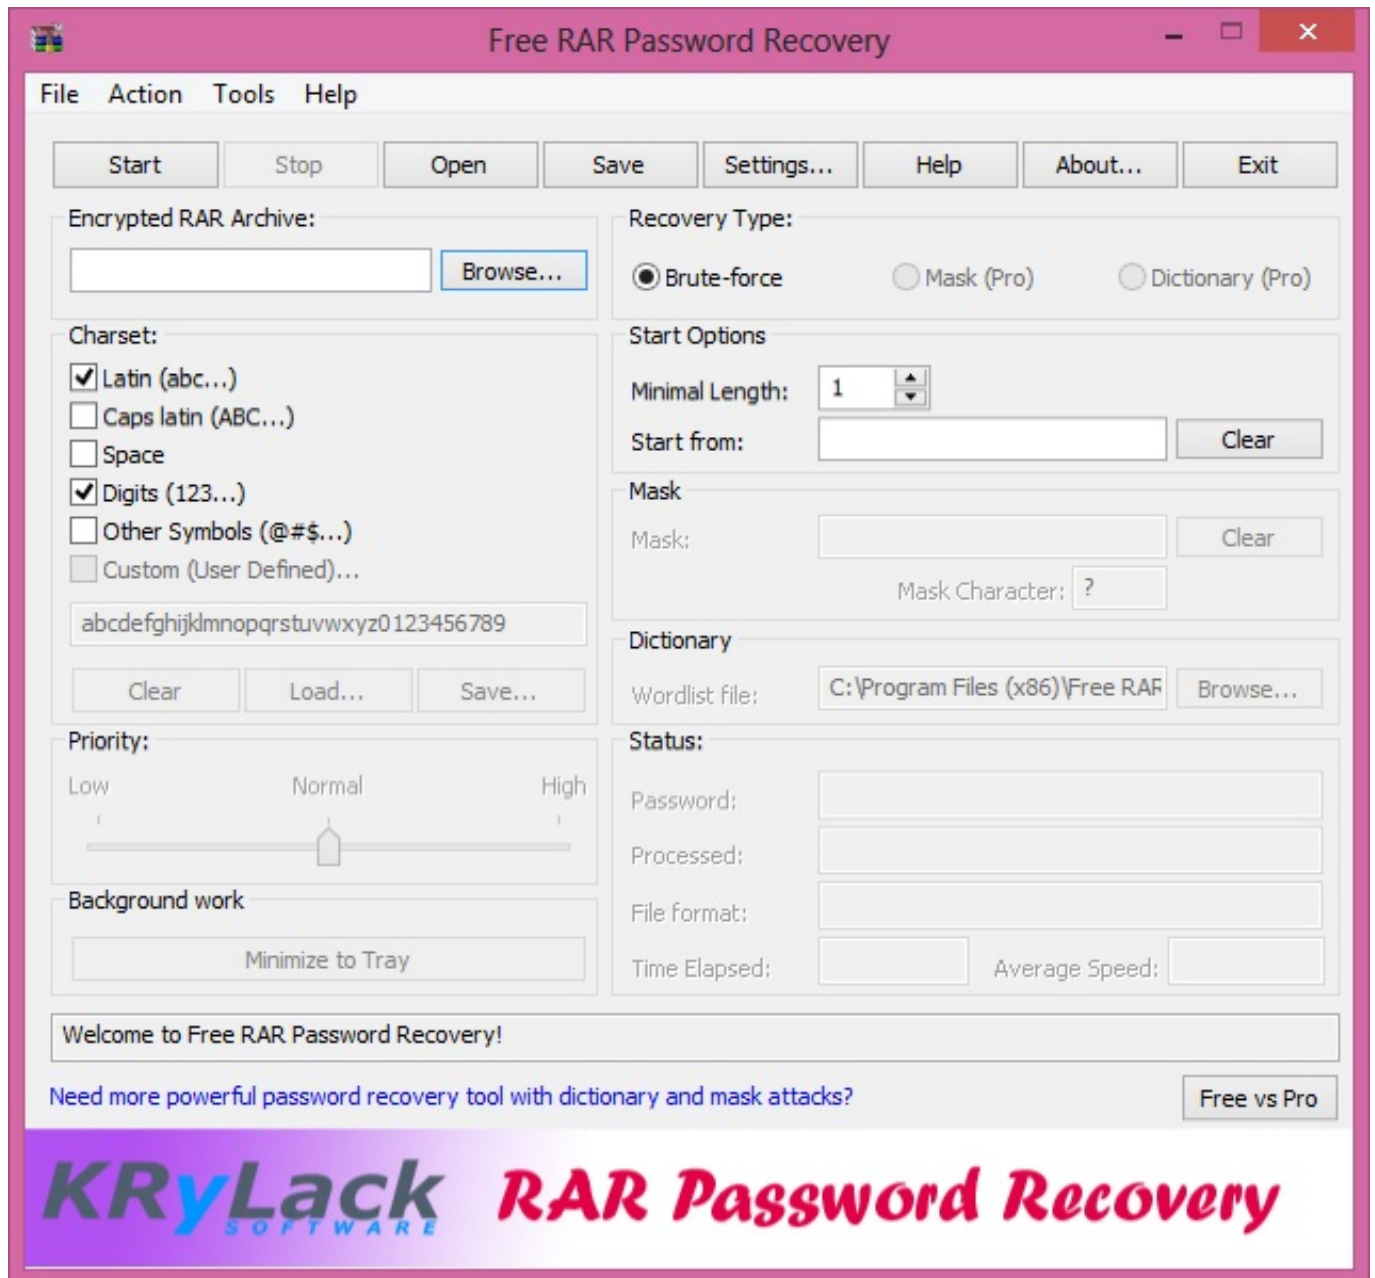 Free RAR Password Recovery
File Action Tools Help
Start Stop Open Save Settings... Help About... Exit
Encrypted RAR Archive:
Browse...
Recovery Type:
Brute-force Mask (Pro) Dictionary (Pro)
Charset:
Latin (abc...)
Caps latin (ABC...)
Space
Digits (123...)
Other Symbols (@#$...)
Custom (User Defined)...
abcdefghijklmnopqrstuvwxyz0123456789
Clear Load... Save...
Start Options
Minimal Length: 1
Start from: Clear
Mask
Mask: Clear
Mask Character: ?
Dictionary
Wordlist file: C:\Program Files (x86)\Free RAR Browse...
Priority:
Low Normal High
Background work
Minimize to Tray
Status:
Password:
Processed:
File format:
Time Elapsed: Average Speed:
Welcome to Free RAR Password Recovery!
Need more powerful password recovery tool with dictionary and mask attacks? Free vs Pro
KRyLack RAR Password Recovery
SOFTWARE